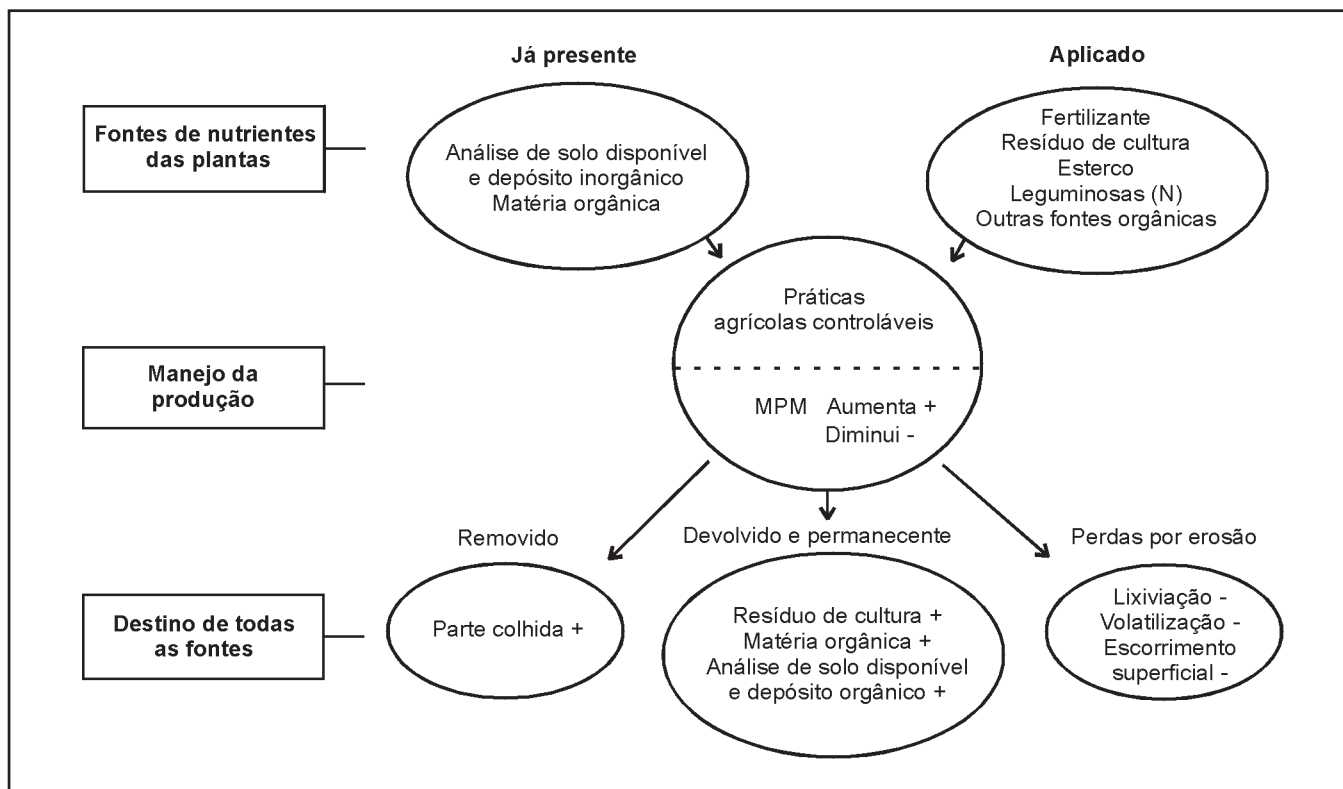 Já presente
Aplicado
Fontes de nutrientes
das plantas
Análise de solo disponível
e depósito inorgânico
Matéria orgânica
Fertilizante
Resíduo de cultura
Esterco
Leguminosas (N)
Outras fontes orgânicas
Manejo da
produção
Práticas
agrícolas controláveis
MPM Aumenta +
Diminui -
Destino de todas
as fontes
Removido
Parte colhida +
Devolvido e permanecente
Resíduo de cultura +
Matéria orgânica +
Análise de solo disponível
e depósito orgânico +
Perdas por erosão
Lixiviação -
Volatilização -
Escorrimento
superficial -